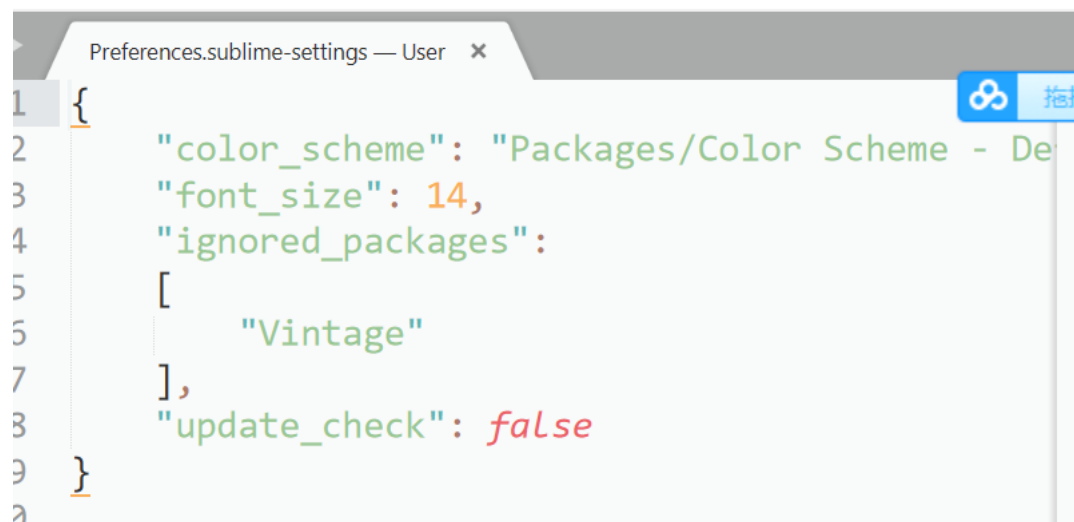 Preferences.sublime-settings — User ×
1 {
2 "color_scheme": "Packages/Color Scheme -
3 "font_size": 14,
4 "ignored_packages":
5 [
6 "Vintage"
7 ],
8 "update_check": false
9 }